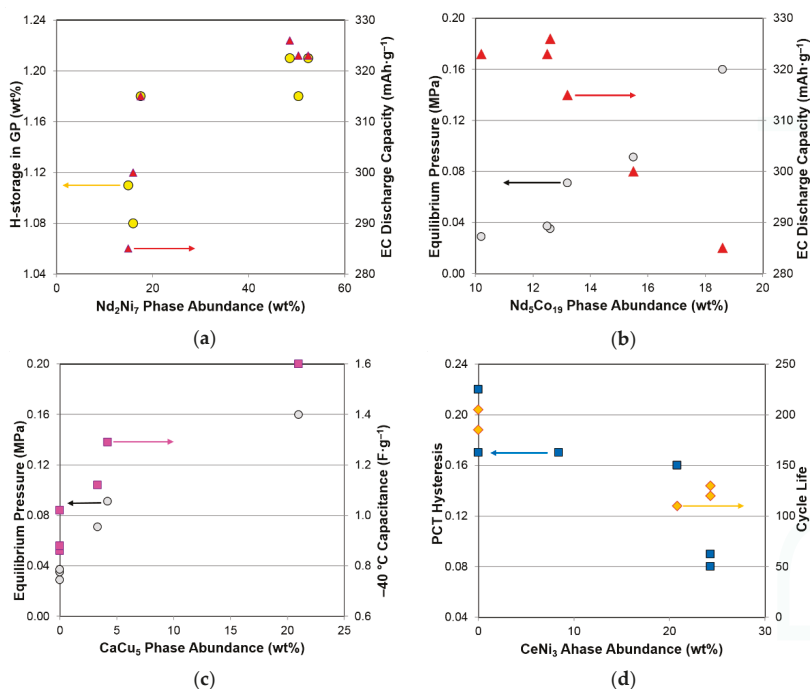 1.24
1.20
1.16
1.12
1.08
1.04
H-storage in GP (wt%)
330
320
310
300
290
280
EC Discharge Capacity (mAh·g⁻¹)
0 20 40 60
Nd₂Ni₇ Phase Abundance (wt%)
(a)
0.20
0.16
0.12
0.08
0.04
0.00
Equilibrium Pressure (MPa)
330
320
310
300
290
280
EC Discharge Capacity (mAh·g⁻¹)
10 12 14 16 18 20
Nd₅Co₁₉ Phase Abundance (wt%)
(b)
0.20
0.16
0.12
0.08
0.04
0.00
Equilibrium Pressure (MPa)
1.6
1.4
1.2
1.0
0.8
0.6
–40 °C Capacitance (F·g⁻¹)
0 5 10 15 20 25
CaCu₅ Phase Abundance (wt%)
(c)
0.24
0.20
0.16
0.12
0.08
0.04
PCT Hysteresis
250
200
150
100
50
0
Cycle Life
0 10 20 30
CeNi₃ Ahase Abundance (wt%)
(d)